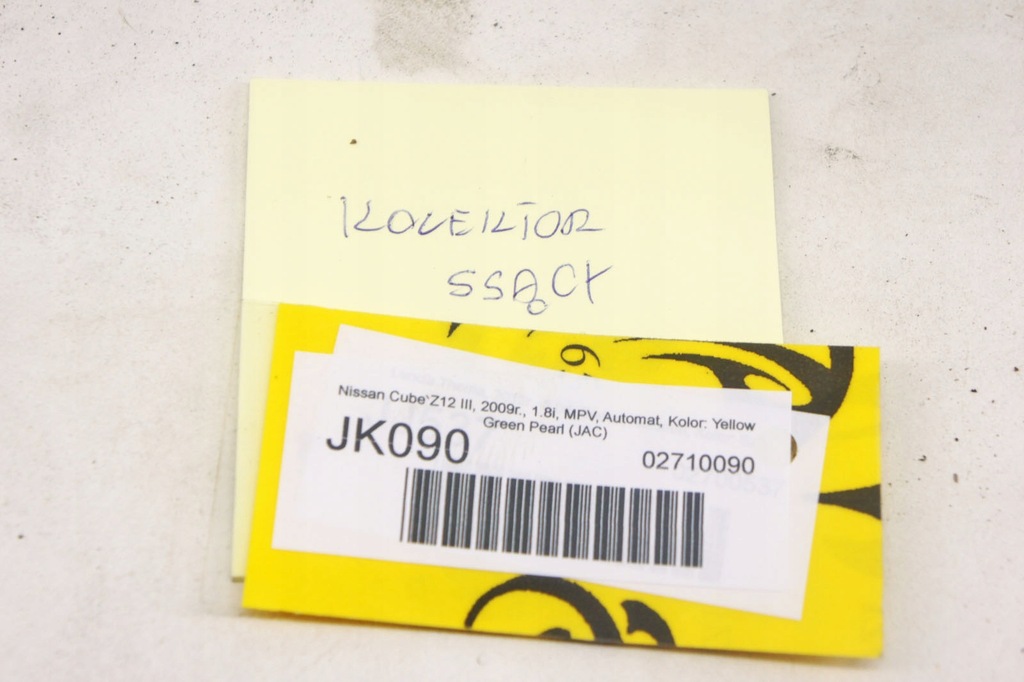 KOLEKTOR
SSĄCY
Nissan Cube Z12 III, 2009r., 1.8i, MPV, Automat, Kolor: Yellow
Green Pearl (JAC)
JK090
02710090